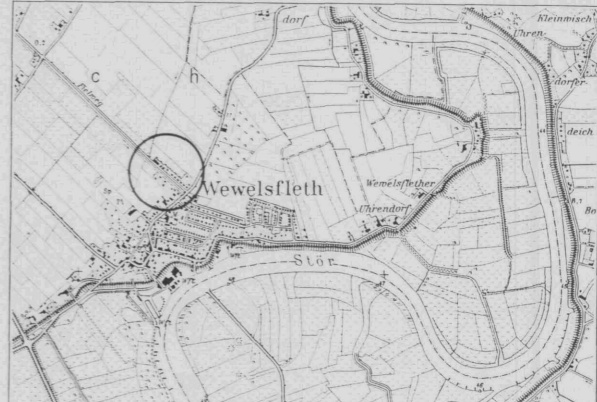 dorf
Kleinwisch
Uhren
dorfer
deich
c
h
Wewelsfleth
Wewelsflether
Uhrendorf
n
Stör